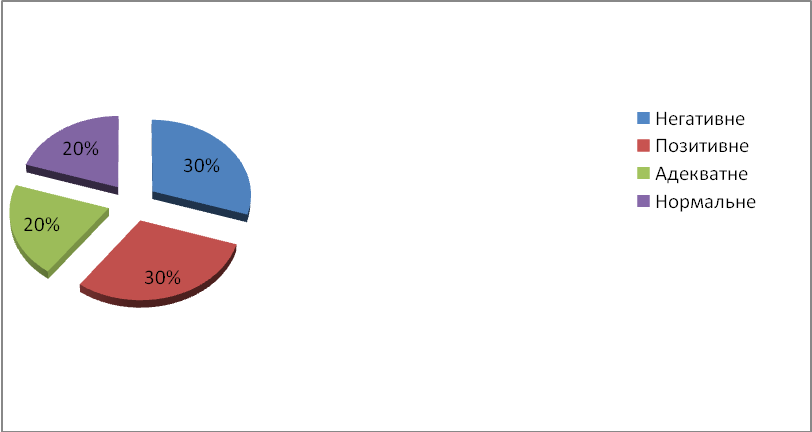 20%
30%
20%
30%
Негативне
Позитивне
Адекватне
Нормальне